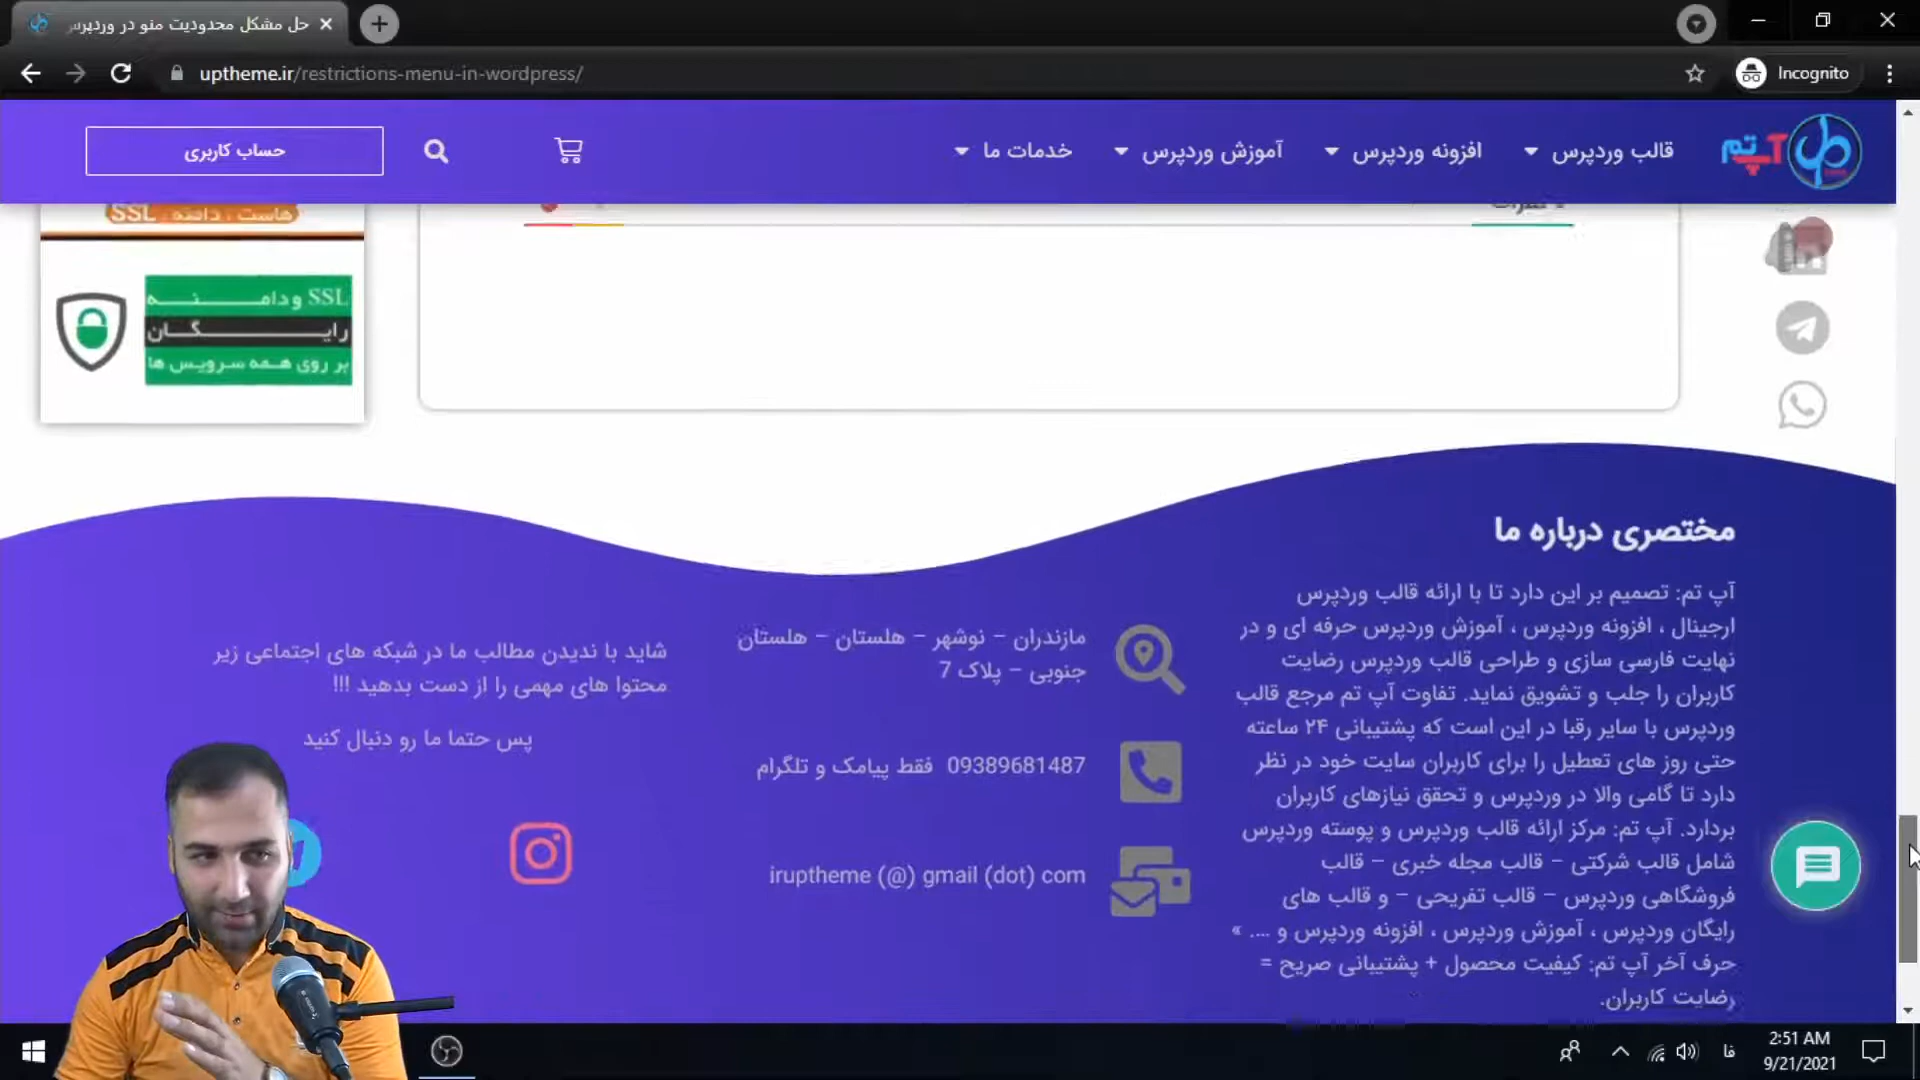 حل مشکل محدودیت منو در وردپرس
uptheme.ir/restrictions-menu-in-wordpress/
Incognito
آپ تم
قالب وردپرس
افزونه وردپرس
آموزش وردپرس
خدمات ما
حساب کاربری
هاست ، دامنه ، SSL
SSL و دامنه
رایگان
بر روی همه سرویس ها
مختصری درباره ما
آپ تم: تصمیم بر این دارد تا با ارائه قالب وردپرس
ارجینال ، افزونه وردپرس ، آموزش وردپرس حرفه ای و در
نهایت فارسی سازی و طراحی قالب وردپرس رضایت
کاربران را جلب و تشویق نماید. تفاوت آپ تم مرجع قالب
وردپرس با سایر رقبا در این است که پشتیبانی ۲۴ ساعته
حتی روز های تعطیل را برای کاربران سایت خود در نظر
دارد تا گامی والا در وردپرس و تحقق نیازهای کاربران
بردارد. آپ تم: مرکز ارائه قالب وردپرس و پوسته وردپرس
شامل قالب شرکتی – قالب مجله خبری – قالب
فروشگاهی وردپرس – قالب تفریحی – و قالب های
رایگان وردپرس ، آموزش وردپرس ، افزونه وردپرس و .... »
حرف آخر آپ تم: کیفیت محصول + پشتیبانی صریح =
رضایت کاربران.
مازندران – نوشهر – هلستان – هلستان
جنوبی – پلاک 7
09389681487 فقط پیامک و تلگرام
iruptheme (@) gmail (dot) com
شاید با ندیدن مطالب ما در شبکه های اجتماعی زیر
محتوا های مهمی را از دست بدهید !!!
پس حتما ما رو دنبال کنید
فا
2:51 AM
9/21/2021